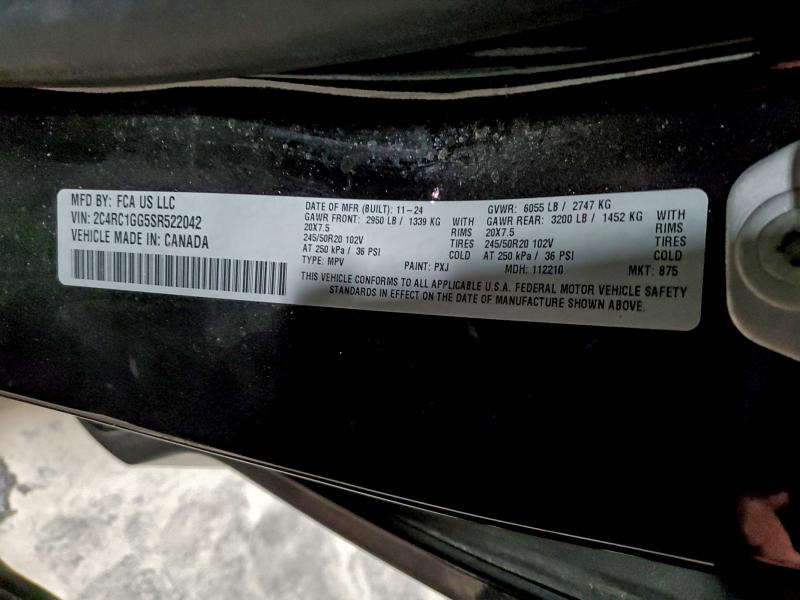 MFD BY: FCA US LLC
VIN: 2C4RC1GG5SR522042
VEHICLE MADE IN: CANADA
DATE OF MFR (BUILT): 11-24
GAWR FRONT: 2950 LB / 1339 KG WITH
20X7.5 RIMS
245/50R20 102V TIRES
AT 250 kPa / 36 PSI COLD
TYPE: MPV PAINT: PXJ
GVWR: 6055 LB / 2747 KG
GAWR REAR: 3200 LB / 1452 KG WITH
20X7.5 RIMS
245/50R20 102V TIRES
AT 250 kPa / 36 PSI COLD
MDH: 112210 MKT: 875
THIS VEHICLE CONFORMS TO ALL APPLICABLE U.S.A. FEDERAL MOTOR VEHICLE SAFETY
STANDARDS IN EFFECT ON THE DATE OF MANUFACTURE SHOWN ABOVE.